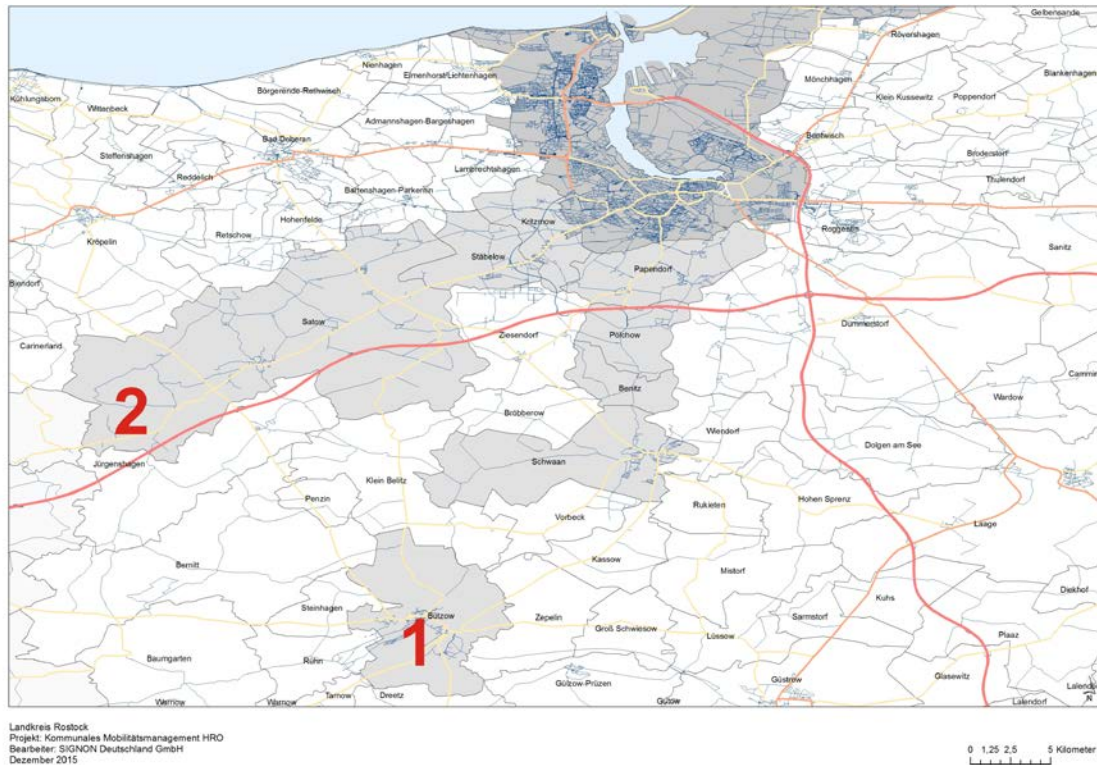 Gelbensande
Rövershagen
Nienhagen
Elmenhorst/Lichtenhagen
Mönchhagen
Blankenhagen
Kühlungsborn
Wittenbeck
Börgerende-Rethwisch
Klein Kussewitz
Poppendorf
Admannshagen-Bargeshagen
Bad Doberan
Bentwisch
Steffenshagen
Broderstorf
Reddelich
Lambrechtshagen
Thulendorf
Bartenshagen-Parkentin
Hohenfelde
Kritzmow
Retschow
Roggentin
Kröpelin
Sanitz
Stäbelow
Papendorf
Biendorf
Satow
Ziesendorf
Pölchow
Dummerstorf
Carinerland
Benitz
Cammin
Wardow
2
Bröbberow
Wiendorf
Dolgen am See
Jürgenshagen
Schwaan
Klein Belitz
Penzin
Hohen Sprenz
Rukieten
Vorbeck
Laage
Kassow
Bernitt
Mistorf
Diekhof
Kuhs
Steinhagen
Bützow
Zepelin
Sarmstorf
1
Groß Schwiesow
Lüssow
Plaaz
Baumgarten
Rühn
Gülzow-Prüzen
Güstrow
Glasewitz
Tarnow
Dreetz
Warnow
Warnow
Lalendorf
N
Landkreis Rostock
Projekt: Kommunales Mobilitätsmanagement HRO
Bearbeiter: SIGNON Deutschland GmbH
Dezember 2015
0 1,25 2,5 5 Kilometer